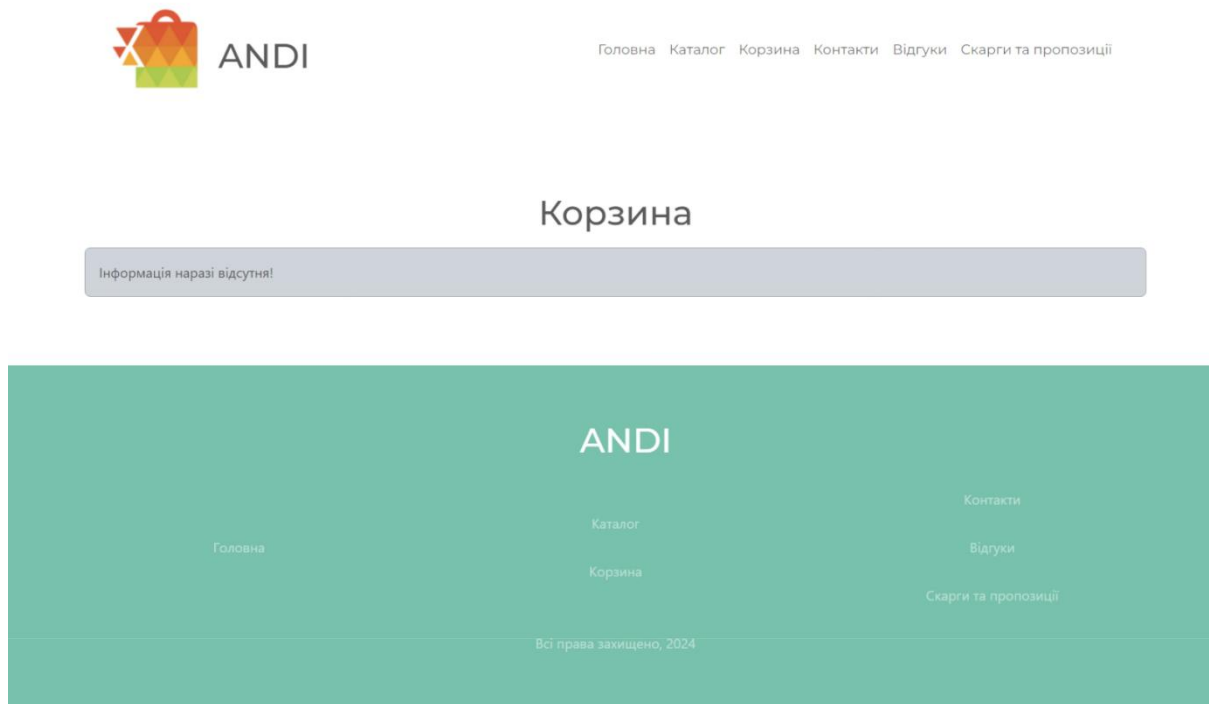 ANDI
Головна Каталог Корзина Контакти Відгуки Скарги та пропозиції
Корзина
Інформація наразі відсутня!
ANDI
Головна
Каталог
Корзина
Контакти
Відгуки
Скарги та пропозиції
Всі права захищено, 2024